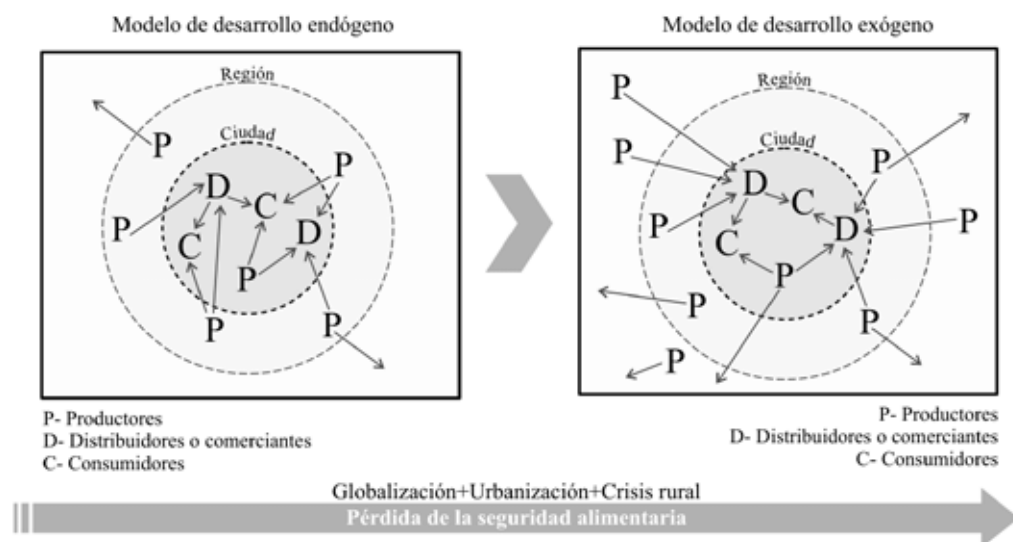 Modelo de desarrollo endógeno
Región
Ciudad
P
P
D
C
P
C
D
P
P
P
P- Productores
D- Distribuidores o comerciantes
C- Consumidores
Modelo de desarrollo exógeno
Región
Ciudad
P
P
P
D
C
P
P
C
D
P
P
P
P
P- Productores
D- Distribuidores o comerciantes
C- Consumidores
Globalización+Urbanización+Crisis rural
Pérdida de la seguridad alimentaria